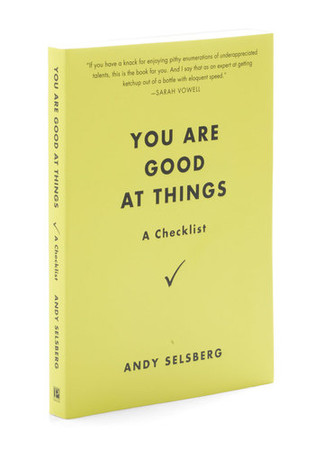 "If you have a knack for enjoying pithy enumerations of underappreciated
talents, this is the book for you. And I say that as an expert at getting
ketchup out of a bottle with eloquent speed."
—SARAH VOWELL
YOU ARE
GOOD
AT THINGS
A Checklist
ANDY SELSBERG
YOU ARE GOOD AT THINGS ✓ A Checklist ANDY SELSBERG